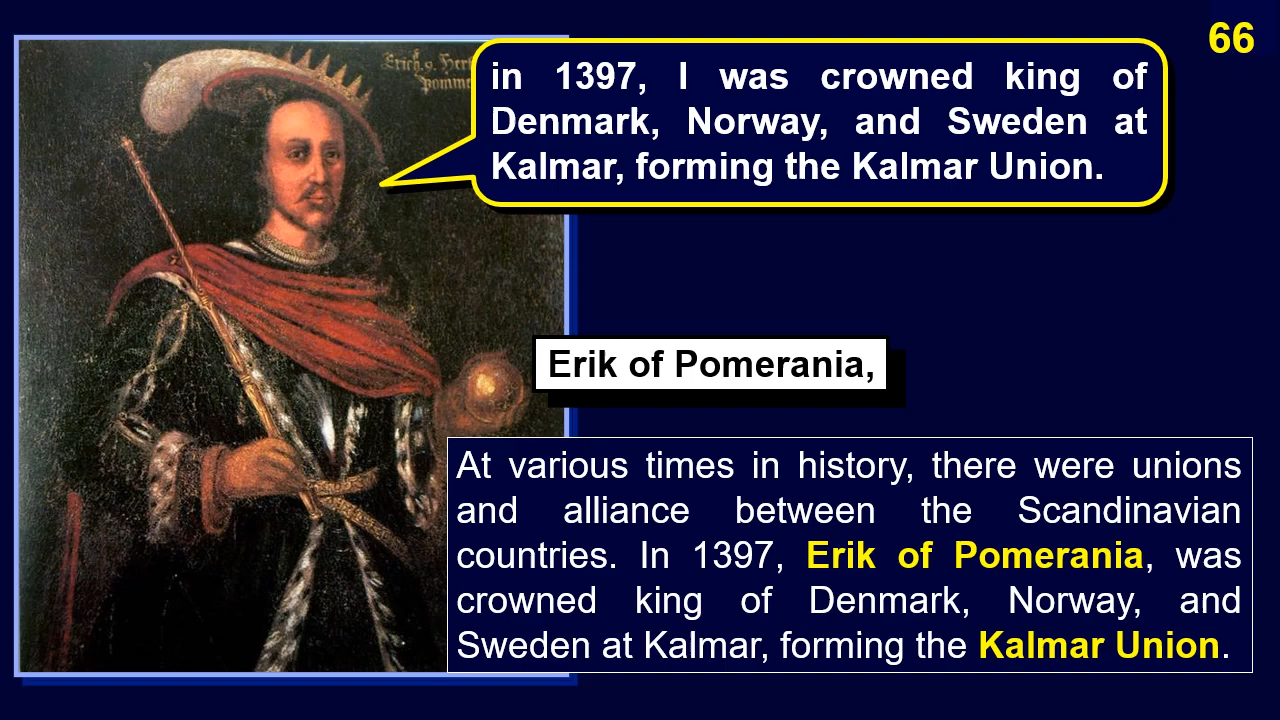 66
in 1397, I was crowned king of
Denmark, Norway, and Sweden at
Kalmar, forming the Kalmar Union.
Erik of Pomerania,
At various times in history, there were unions
and alliance between the Scandinavian
countries. In 1397, Erik of Pomerania, was
crowned king of Denmark, Norway, and
Sweden at Kalmar, forming the Kalmar Union.